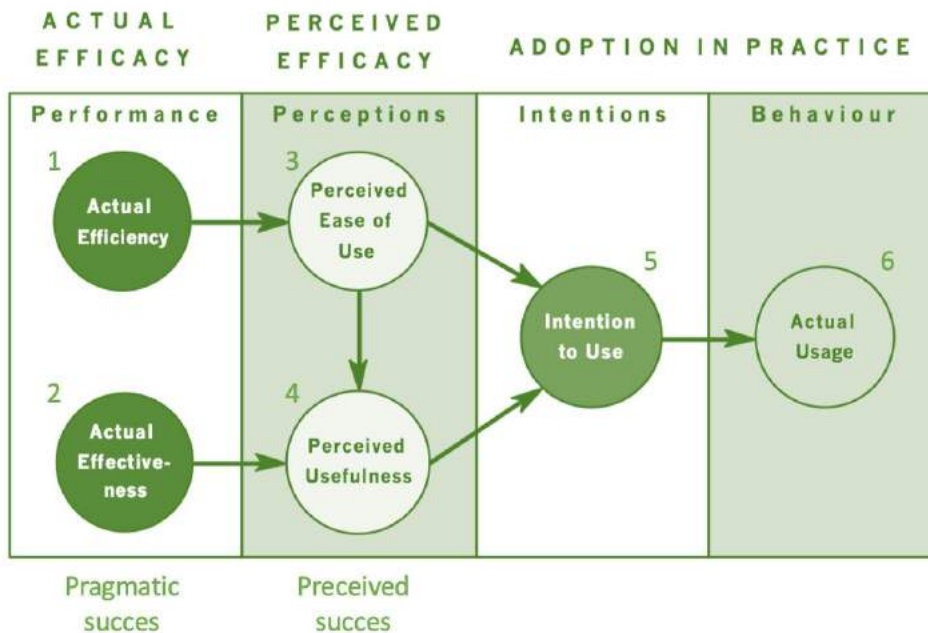 ACTUAL
EFFICACY
PERCEIVED
EFFICACY
ADOPTION IN PRACTICE
Performance
Perceptions
Intentions
Behaviour
1
Actual
Efficiency
3
Perceived
Ease of
Use
5
Intention
to Use
6
Actual
Usage
2
Actual
Effective-
ness
4
Perceived
Usefulness
Pragmatic
succes
Preceived
succes